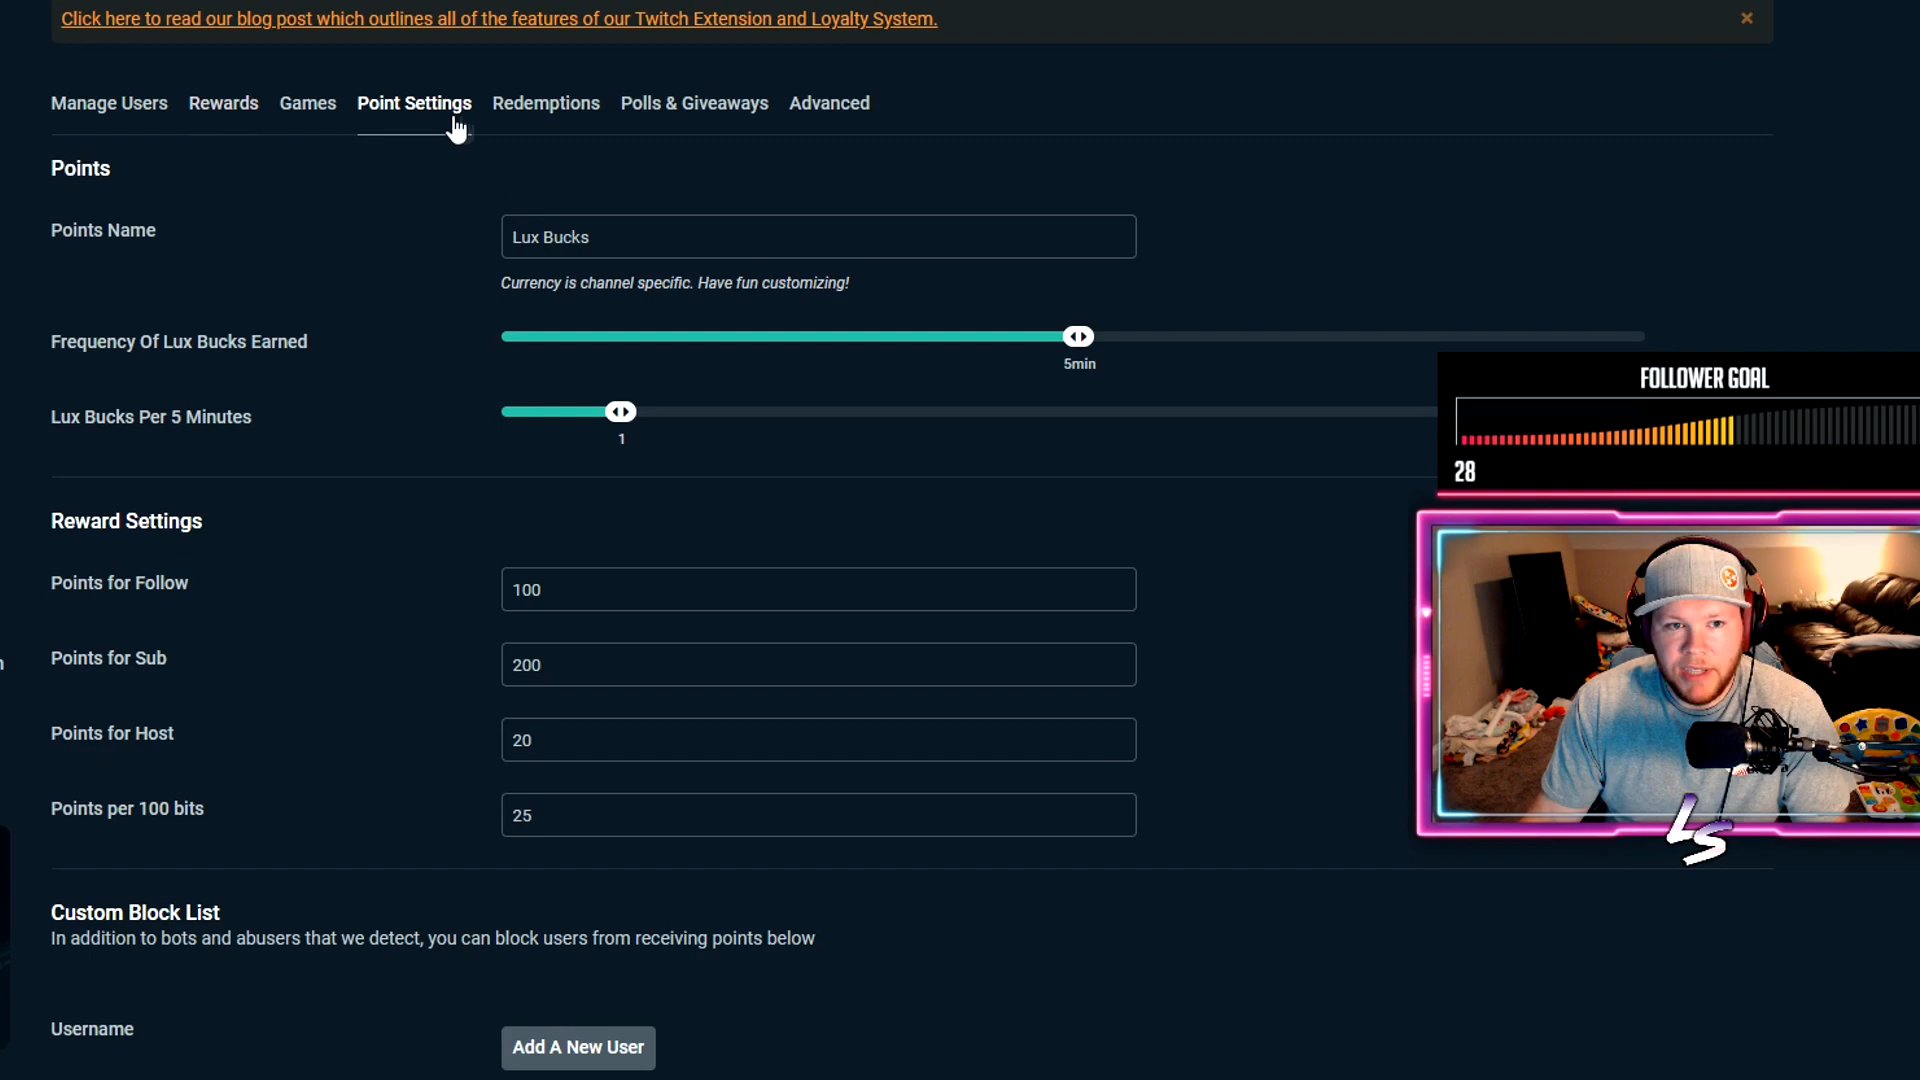 Click here to read our blog post which outlines all of the features of our Twitch Extension and Loyalty System.
Manage Users Rewards Games Point Settings Redemptions Polls & Giveaways Advanced
Points
Points Name
Lux Bucks
Currency is channel specific. Have fun customizing!
Frequency Of Lux Bucks Earned
5min
Lux Bucks Per 5 Minutes
1
FOLLOWER GOAL
28
Reward Settings
Points for Follow
100
Points for Sub
200
Points for Host
20
Points per 100 bits
25
LS
Custom Block List
In addition to bots and abusers that we detect, you can block users from receiving points below
Username
Add A New User